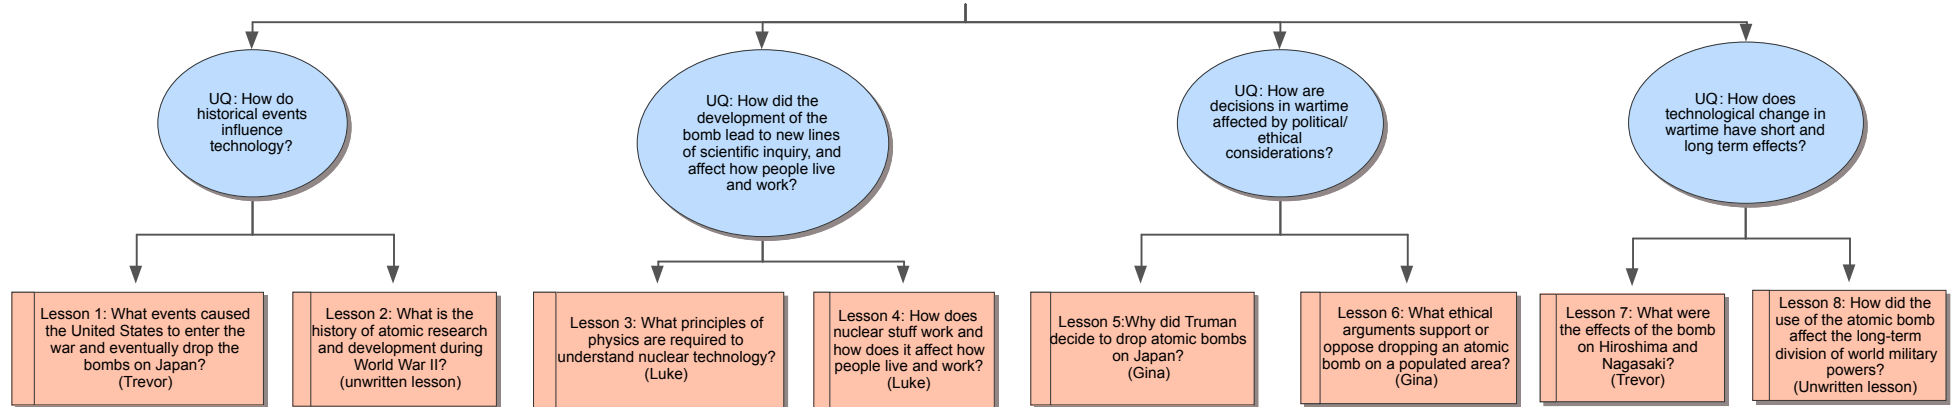 UQ: How do
historical events
influence
technology?
UQ: How did the
development of the
bomb lead to new lines
of scientific inquiry, and
affect how people live
and work?
UQ: How are
decisions in wartime
affected by political/
ethical
considerations?
UQ: How does
technological change in
wartime have short and
long term effects?
Lesson 1: What events caused
the United States to enter the
war and eventually drop the
bombs on Japan?
(Trevor)
Lesson 2: What is the
history of atomic research
and development during
World War II?
(unwritten lesson)
Lesson 3: What principles of
physics are required to
understand nuclear technology?
(Luke)
Lesson 4: How does
nuclear stuff work and
how does it affect how
people live and work?
(Luke)
Lesson 5:Why did Truman
decide to drop atomic bombs
on Japan?
(Gina)
Lesson 6: What ethical
arguments support or
oppose dropping an atomic
bomb on a populated area?
(Gina)
Lesson 7: What were
the effects of the bomb
on Hiroshima and
Nagasaki?
(Trevor)
Lesson 8: How did the
use of the atomic bomb
affect the long-term
division of world military
powers?
(Unwritten lesson)